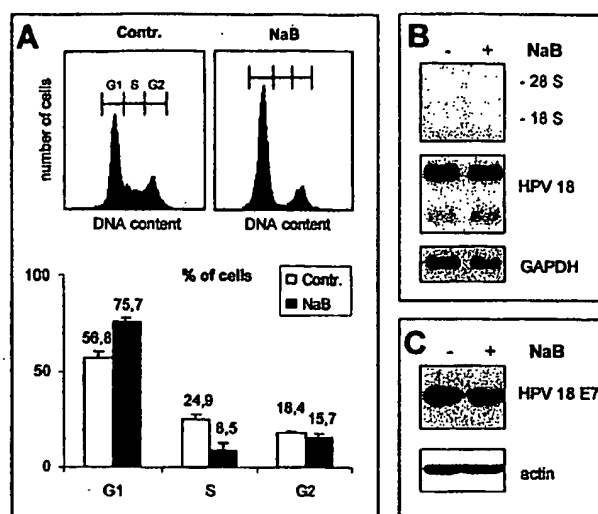 A
Contr.
NaB
number of cells
G1 S G2
DNA content
DNA content
% of cells
Contr.
NaB
100
50
0
56,8
75,7
24,9
8,5
18,4
15,7
G1
S
G2
B
- + NaB
- 28 S
- 18 S
HPV 18
GAPDH
C
- + NaB
HPV 18 E7
actin